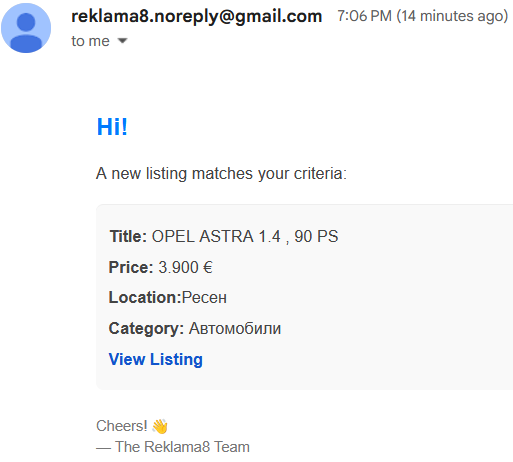 reklama8.noreply@gmail.com 7:06 PM (14 minutes ago)
to me
Hi!
A new listing matches your criteria:
Title: OPEL ASTRA 1.4 , 90 PS
Price: 3.900 €
Location:Ресен
Category: Автомобили
View Listing
Cheers! 👋
— The Reklama8 Team